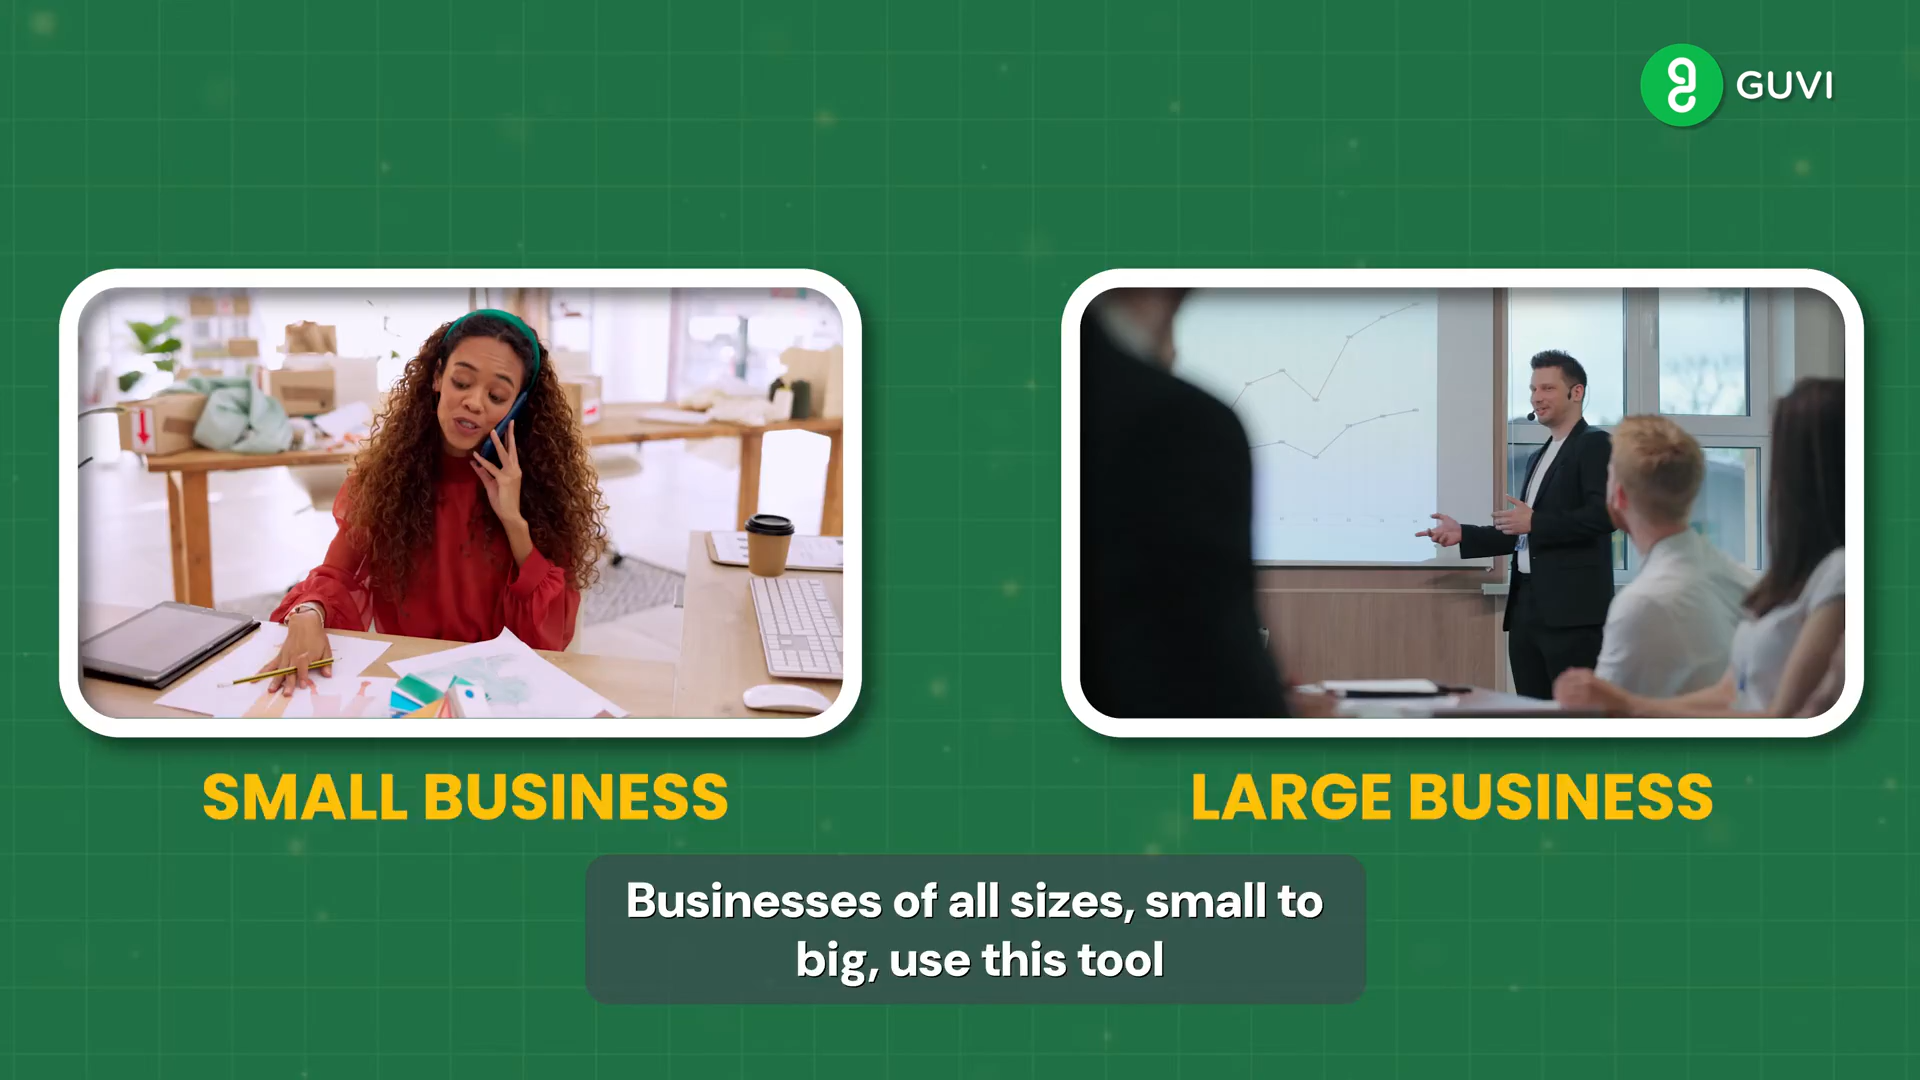 GUVI
SMALL BUSINESS
LARGE BUSINESS
Businesses of all sizes, small to
big, use this tool